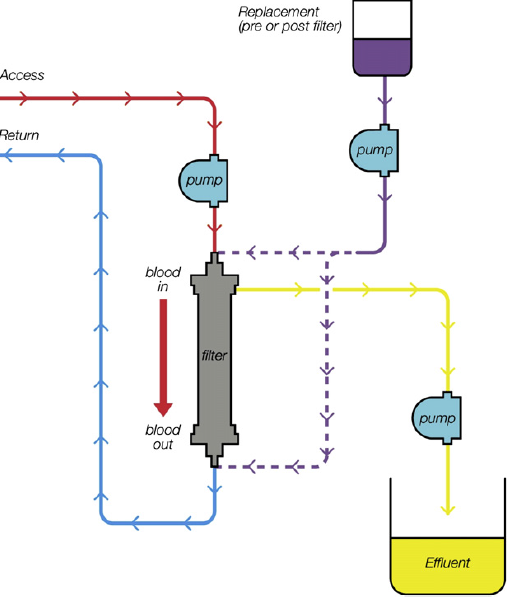 Replacement
(pre or post filter)
Access
Return
pump
pump
blood
in
filter
blood
out
pump
Effluent